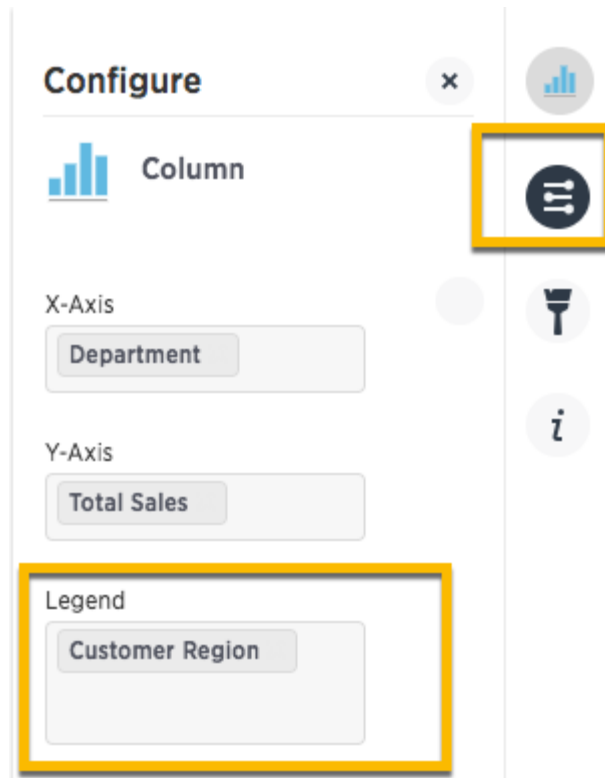 Configure
×
Column
X-Axis
Department
Y-Axis
Total Sales
Legend
Customer Region
i